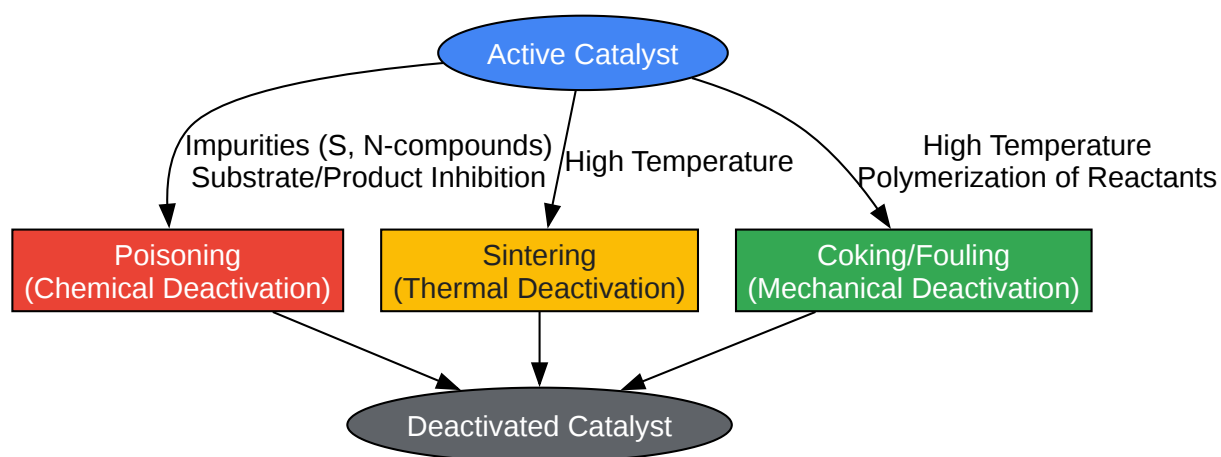 Active Catalyst
Impurities (S, N-compounds)
Substrate/Product Inhibition
High Temperature
High Temperature
Polymerization of Reactants
Poisoning
(Chemical Deactivation)
Sintering
(Thermal Deactivation)
Coking/Fouling
(Mechanical Deactivation)
Deactivated Catalyst